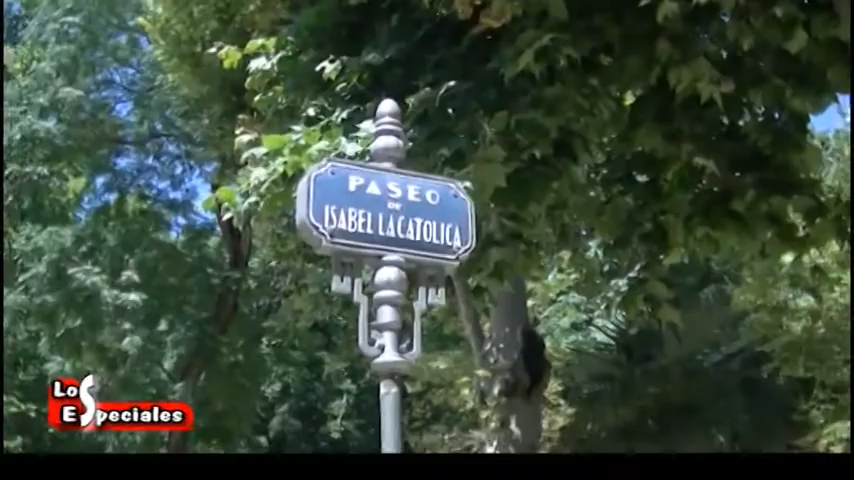 PASEO
DE
ISABEL LA CATOLICA
LoS
ESPECIALES